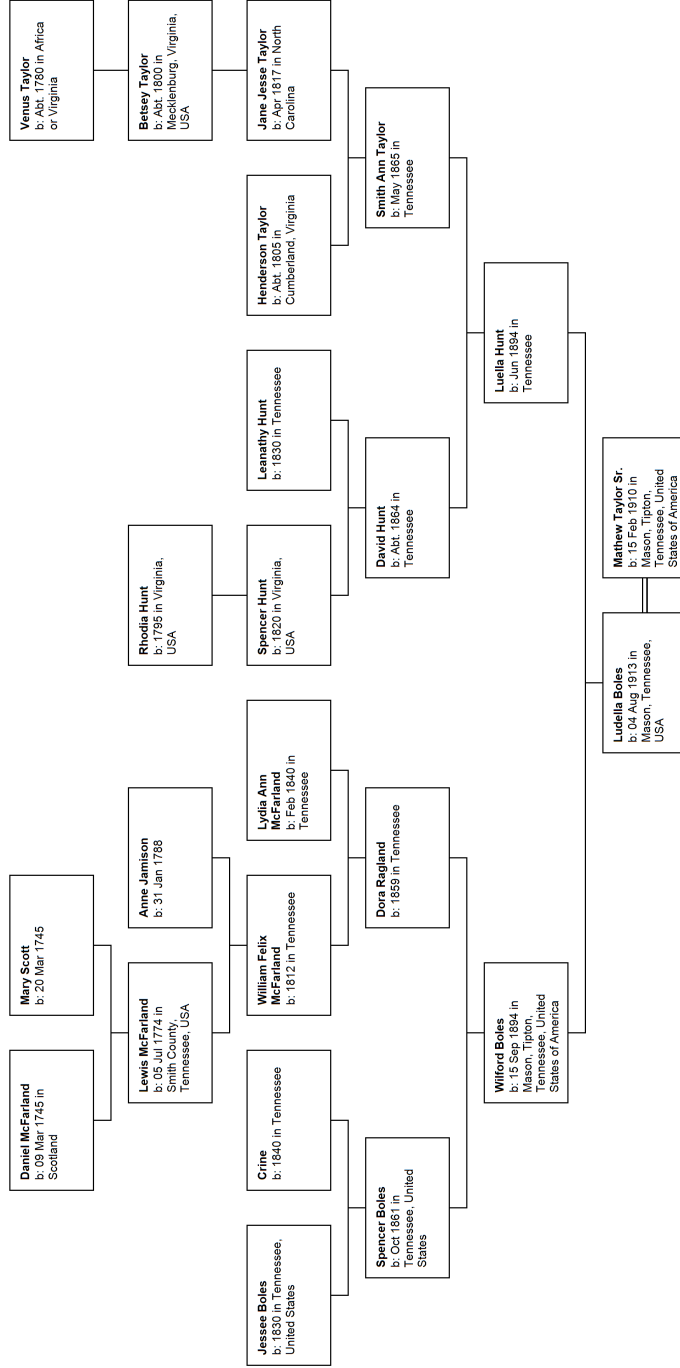 Daniel McFarland
b: 09 Mar 1745 in
Scotland
Mary Scott
b: 20 Mar 1745
Venus Taylor
b: Abt. 1780 in Africa
or Virginia
Lewis McFarland
b: 05 Jul 1774 in
Smith County,
Tennessee, USA
Anne Jamison
b: 31 Jan 1788
Rhodia Hunt
b: 1795 in Virginia,
USA
Betsey Taylor
b: Abt. 1800 in
Mecklenburg, Virginia,
USA
Jessee Boles
b: 1830 in Tennessee,
United States
Crine
b: 1840 in Tennessee
William Felix
McFarland
b: 1812 in Tennessee
Lydia Ann
McFarland
b: Feb 1840 in
Tennessee
Spencer Hunt
b: 1820 in Virginia,
USA
Leanathy Hunt
b: 1830 in Tennessee
Henderson Taylor
b: Abt. 1805 in
Cumberland, Virginia
Jane Jesse Taylor
b: Apr 1817 in North
Carolina
Spencer Boles
b: Oct 1861 in
Tennessee, United
States
Dora Ragland
b: 1859 in Tennessee
David Hunt
b: Abt. 1864 in
Tennessee
Smith Ann Taylor
b: May 1865 in
Tennessee
Wilford Boles
b: 15 Sep 1894 in
Mason, Tipton,
Tennessee, United
States of America
Luella Hunt
b: Jun 1894 in
Tennessee
Ludella Boles
b: 04 Aug 1913 in
Mason, Tennessee,
USA
Mathew Taylor Sr.
b: 15 Feb 1910 in
Mason, Tipton,
Tennessee, United
States of America